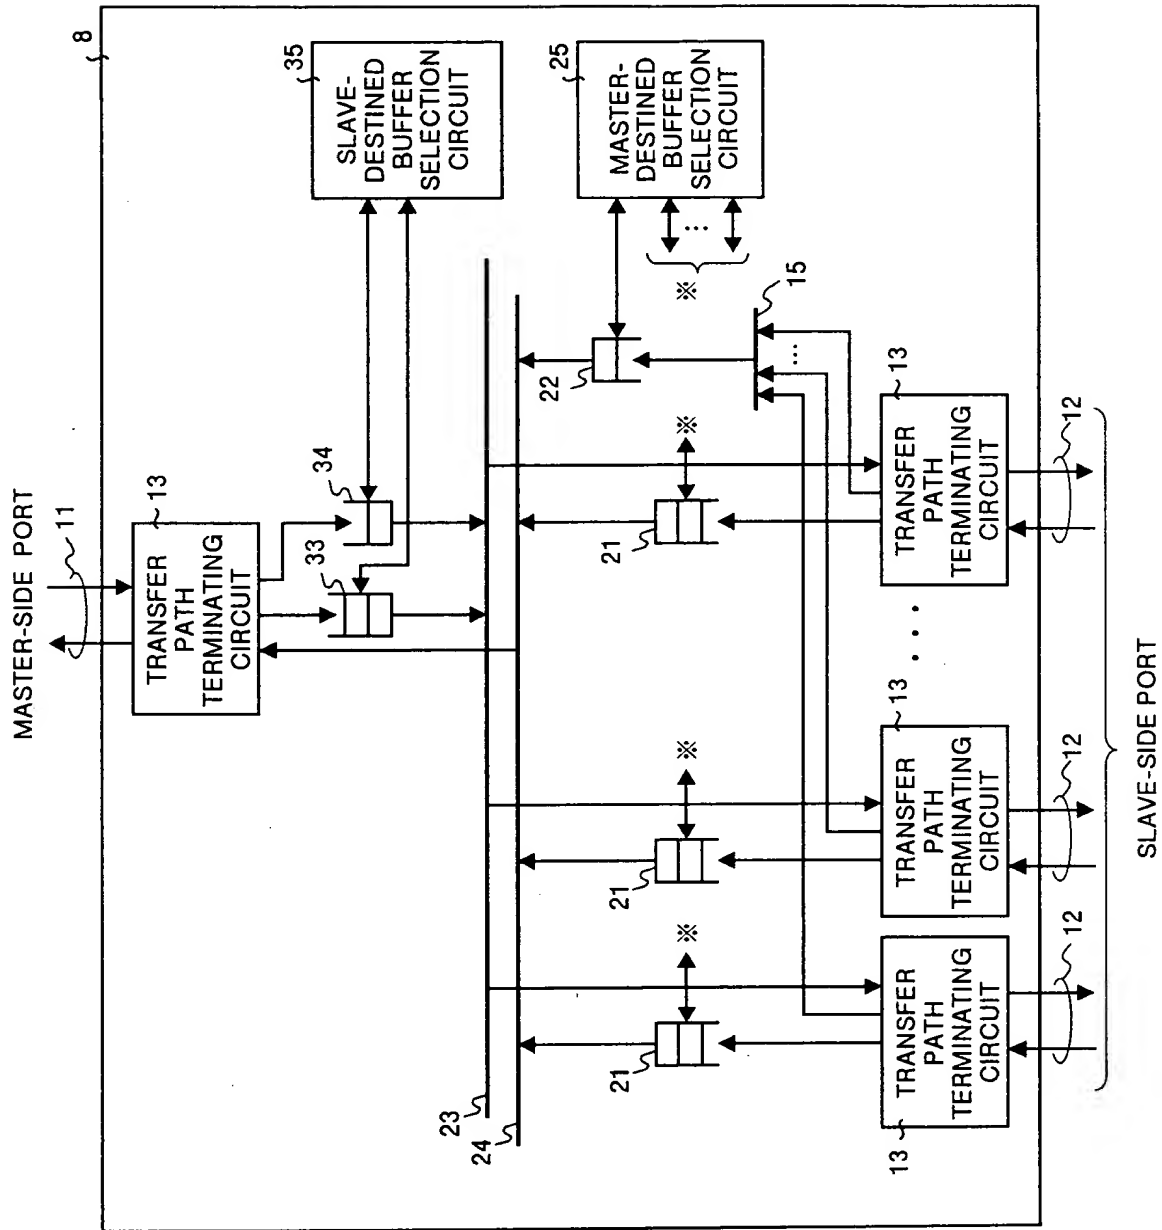 MASTER-SIDE PORT
11
8
13
TRANSFER
PATH
TERMINATING
CIRCUIT
34
33
35
SLAVE-
DESTINED
BUFFER
SELECTION
CIRCUIT
25
MASTER-
DESTINED
BUFFER
SELECTION
CIRCUIT
23
24
※
...
22
15
...
21
※
21
※
21
※
13
TRANSFER
PATH
TERMINATING
CIRCUIT
12
13
TRANSFER
PATH
TERMINATING
CIRCUIT
12
....
13
TRANSFER
PATH
TERMINATING
CIRCUIT
12
SLAVE-SIDE PORT